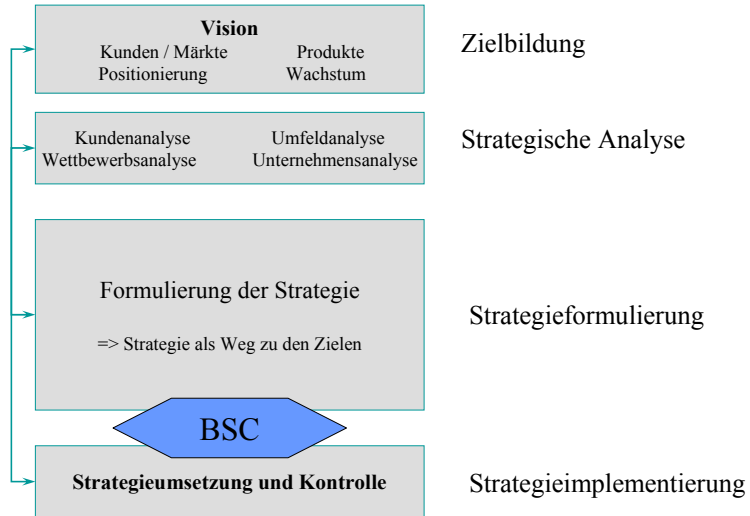 Vision
Kunden / Märkte Produkte
Positionierung Wachstum
Zielbildung
Kundenanalyse Umfeldanalyse
Wettbewerbsanalyse Unternehmensanalyse
Strategische Analyse
Formulierung der Strategie
=> Strategie als Weg zu den Zielen
Strategieformulierung
BSC
Strategieumsetzung und Kontrolle
Strategieimplementierung